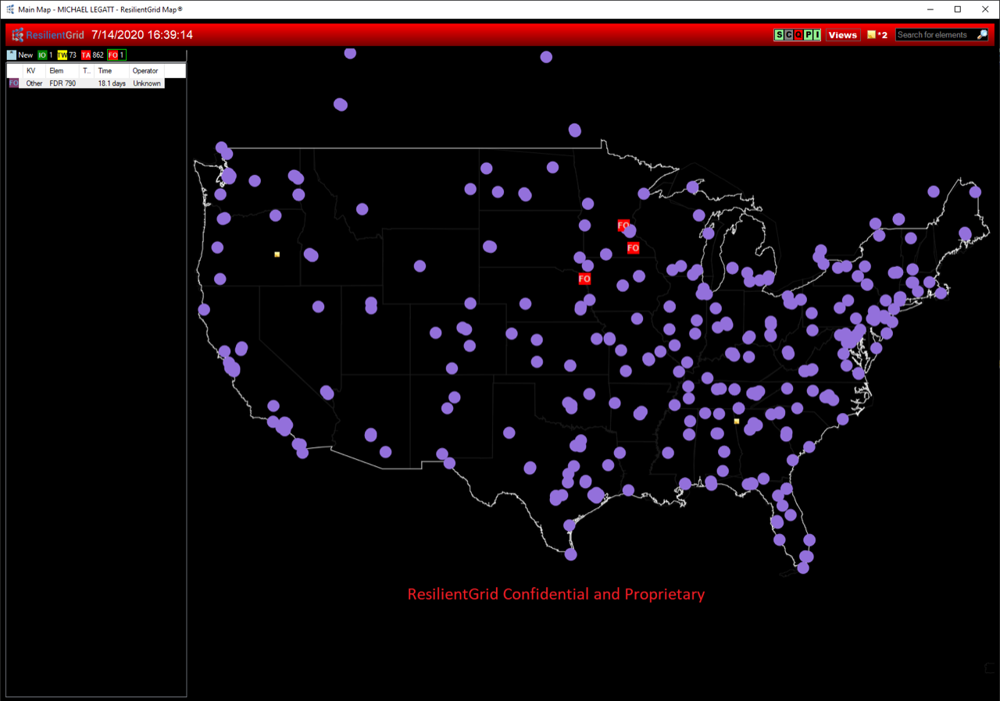 Main Map - MICHAEL LEGATT - ResilientGrid Map®
ResilientGrid 7/14/2020 16:39:14 SCOPI Views *2 Search for elements
New IO 1 TW 73 TA 862 FO 1
KV Elem T.. Time Operator
FO Other FDR 790 18.1 days Unknown
FO
FO
FO
ResilientGrid Confidential and Proprietary